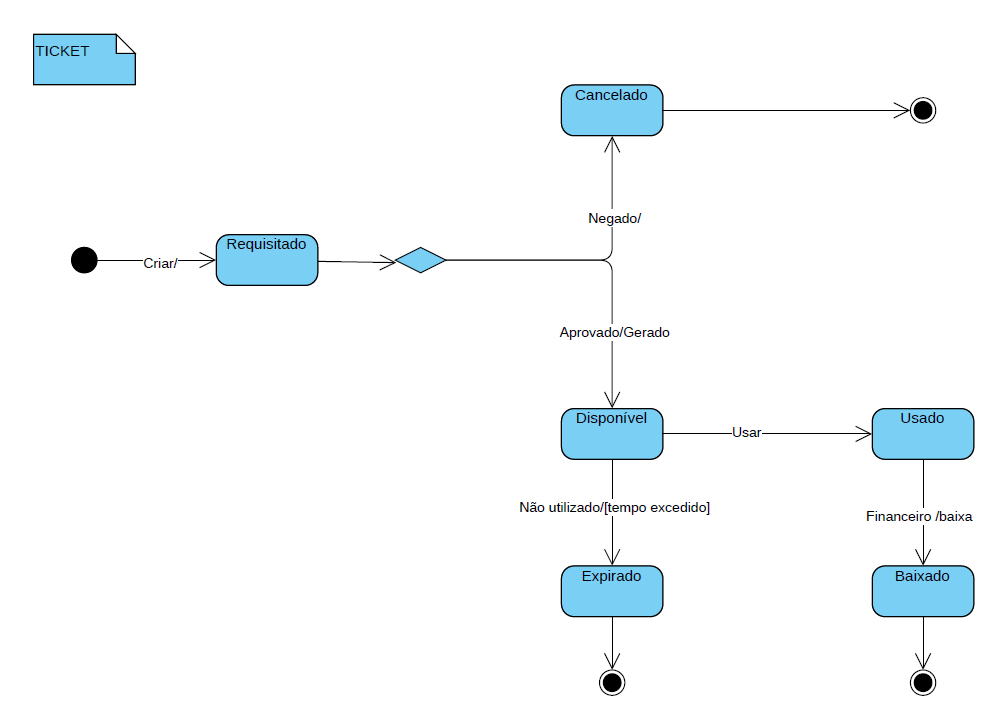 TICKET
Cancelado
Negado/
Requisitado
Criar/
Aprovado/Gerado
Disponível
Usar
Usado
Não utilizado/[tempo excedido]
Financeiro /baixa
Expirado
Baixado